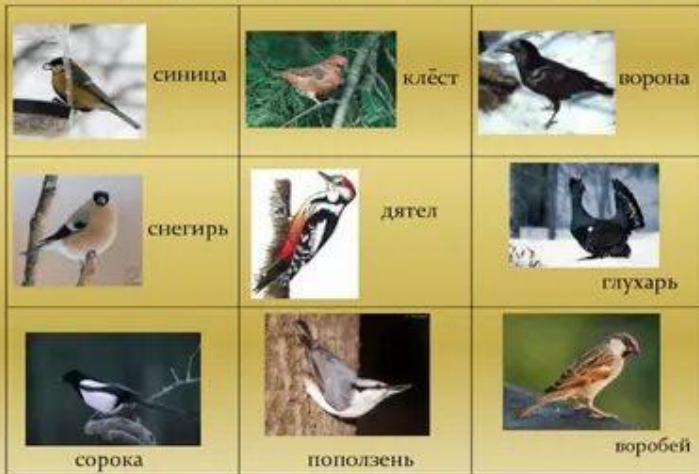 синица
клёст
ворона
снегирь
дятел
глухарь
сорока
поползень
воробей